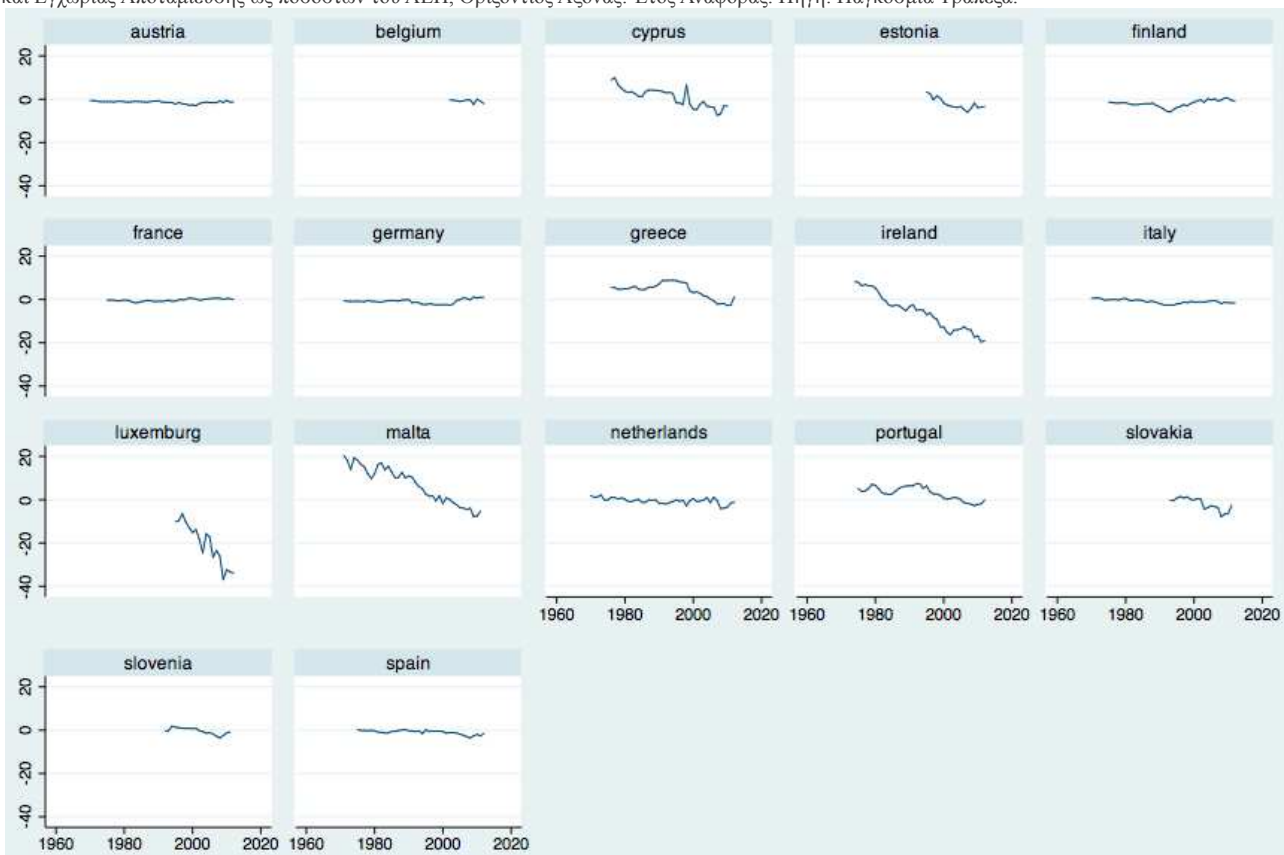 και Εγχώριας Αποταμίευσης ως ποσοστών του ΑΕΠ, Οριζόντιος Άξονας: Έτος Αναφοράς. Πηγή: Παγκόσμια Τράπεζα.
austria belgium cyprus estonia finland
20
0
-20
-40
france germany greece ireland italy
20
0
-20
-40
luxemburg malta netherlands portugal slovakia
20
0
-20
-40
1960 1980 2000 2020 1960 1980 2000 2020 1960 1980 2000 2020
slovenia spain
20
0
-20
-40
1960 1980 2000 2020 1960 1980 2000 2020